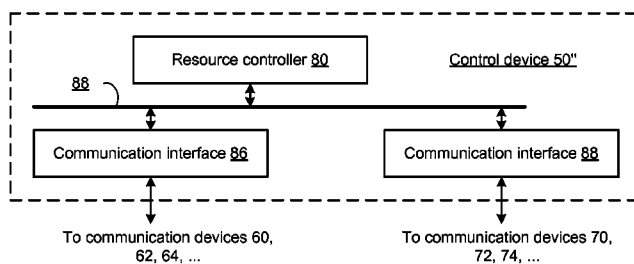 Resource controller 80
Control device 50"
88
Communication interface 86
Communication interface 88
To communication devices 60,
62, 64, ...
To communication devices 70,
72, 74, ...